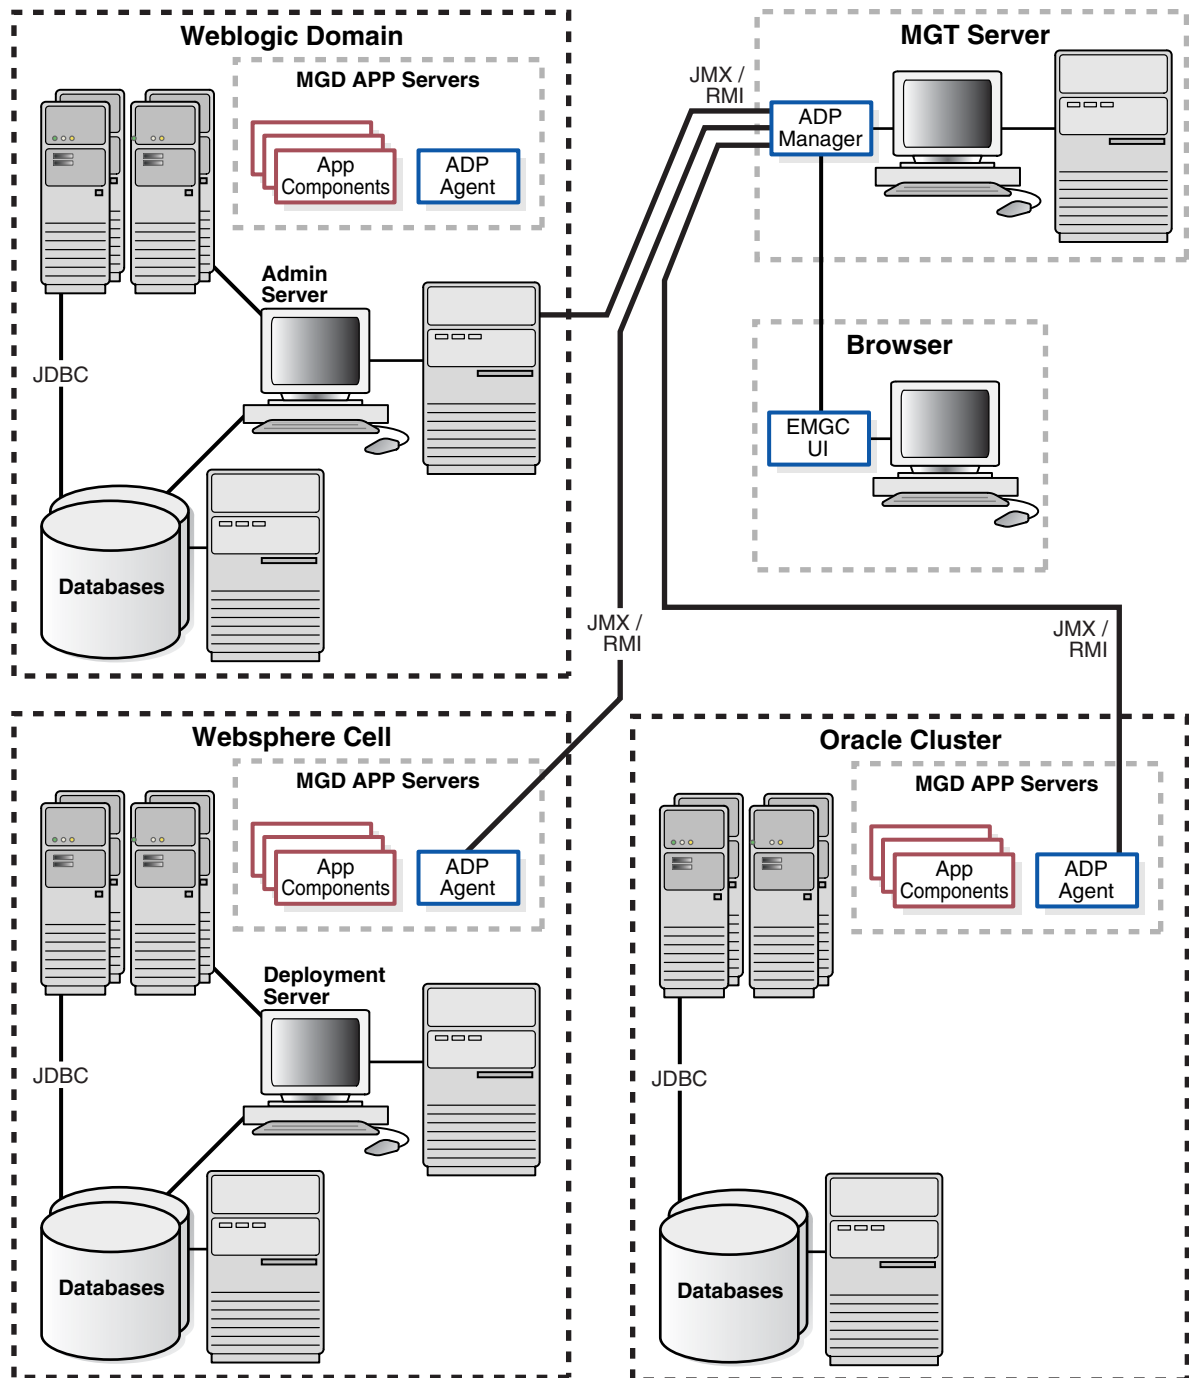 Weblogic Domain
MGD APP Servers
App
Components
ADP
Agent
Admin
Server
JDBC
Databases
JMX /
RMI
MGT Server
ADP
Manager
Browser
EMGC
UI
JMX /
RMI
JMX /
RMI
Websphere Cell
MGD APP Servers
App
Components
ADP
Agent
Deployment
Server
JDBC
Databases
Oracle Cluster
MGD APP Servers
App
Components
ADP
Agent
JDBC
Databases